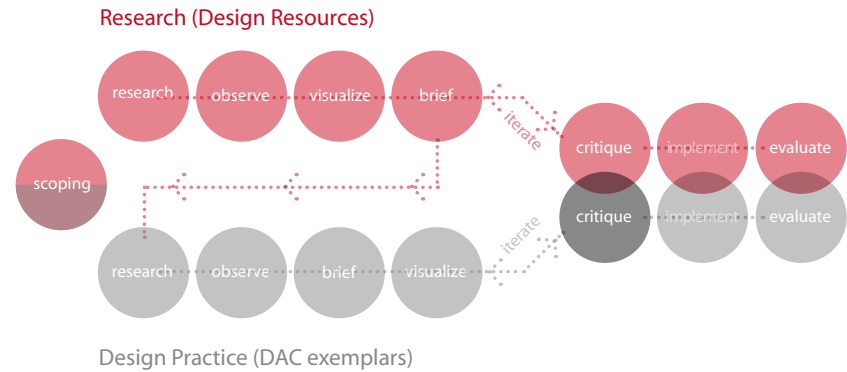 Research (Design Resources)
research observe visualize brief
iterate
critique implement evaluate
scoping
critique implement evaluate
iterate
research observe brief visualize
Design Practice (DAC exemplars)